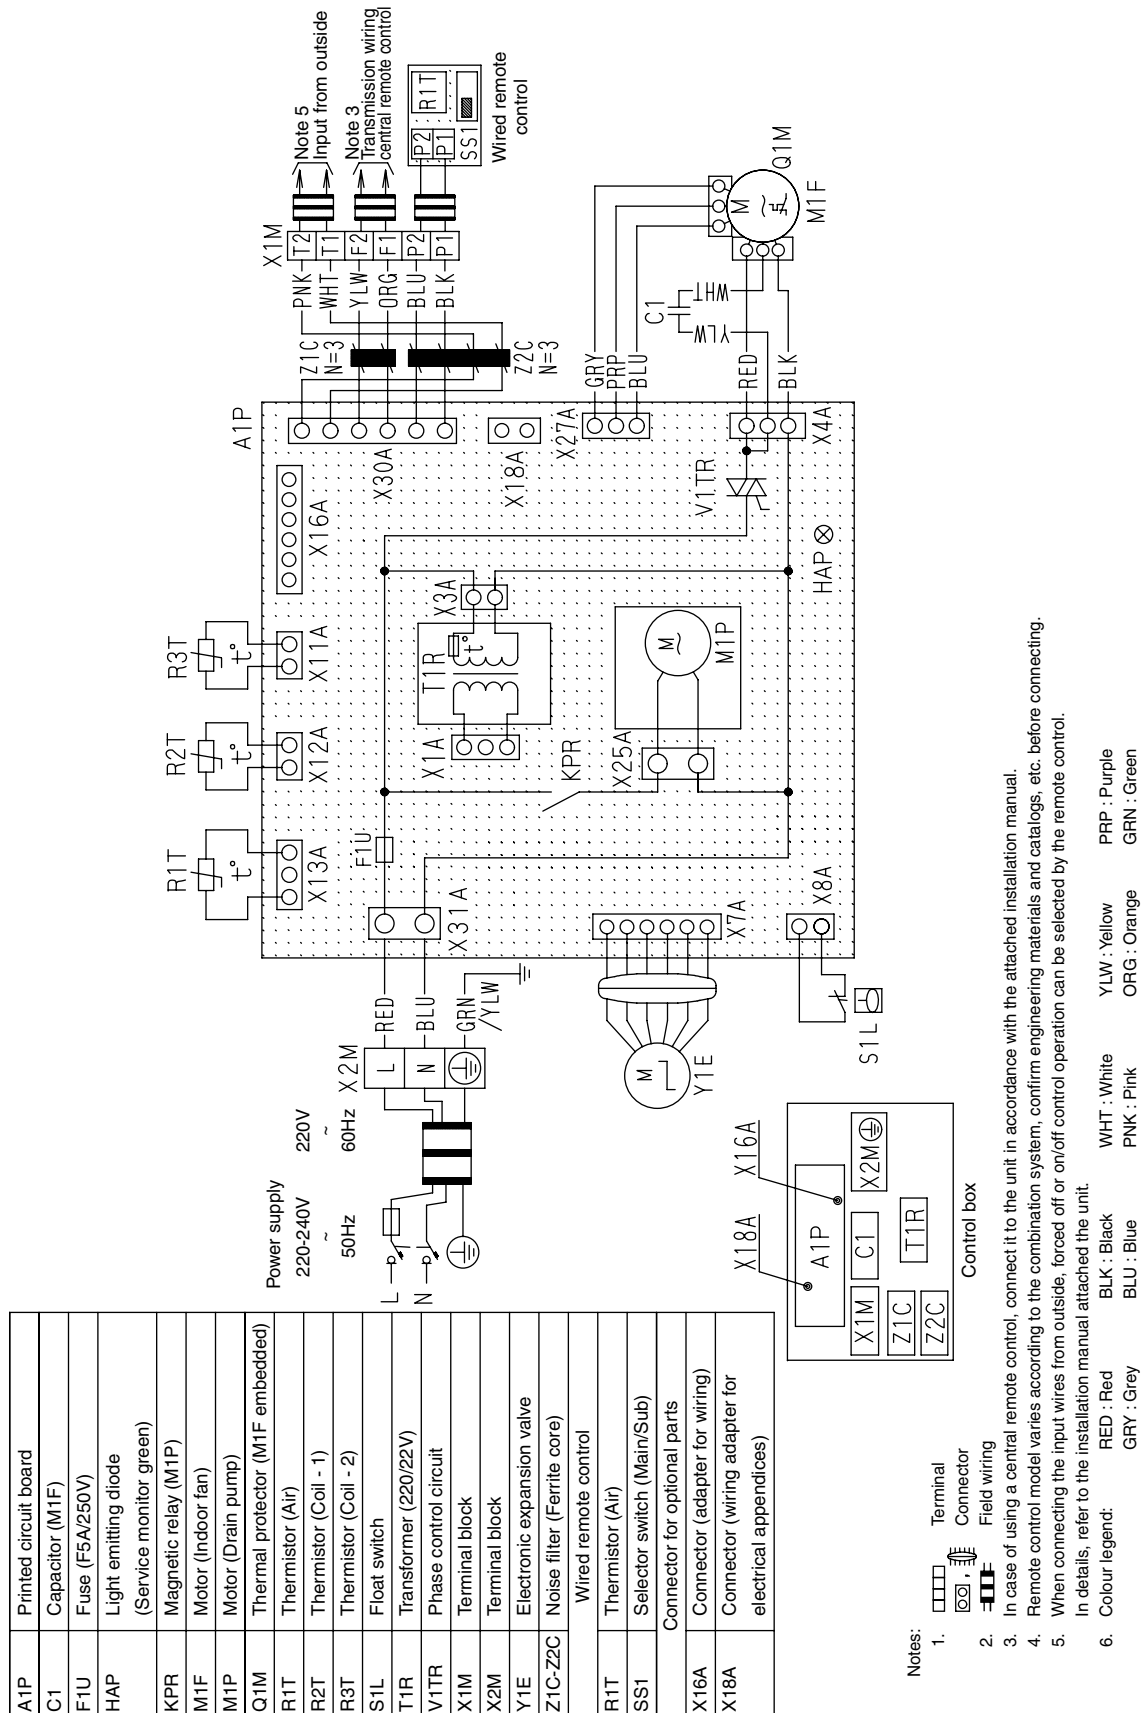 A1P Printed circuit board
C1 Capacitor (M1F)
F1U Fuse (F5A/250V)
HAP Light emitting diode
(Service monitor green)
KPR Magnetic relay (M1P)
M1F Motor (Indoor fan)
M1P Motor (Drain pump)
Q1M Thermal protector (M1F embedded)
R1T Thermistor (Air)
R2T Thermistor (Coil - 1)
R3T Thermistor (Coil - 2)
S1L Float switch
T1R Transformer (220/22V)
V1TR Phase control circuit
X1M Terminal block
X2M Terminal block
Y1E Electronic expansion valve
Z1C-Z2C Noise filter (Ferrite core)
Wired remote control
R1T Thermistor (Air)
SS1 Selector switch (Main/Sub)
Connector for optional parts
X16A Connector (adapter for wiring)
X18A Connector (wiring adapter for
electrical appendices)
Power supply
220-240V 220V
~ ~
50Hz 60Hz
L
N
X2M
L
N
RED
BLU
GRN
/YLW
R1T
t°
X13A
R2T
t°
X12A
R3T
t°
X11A
X16A
A1P
F1U
X31A
X30A
X18A
X1A
T1R
t°
X3A
KPR
X25A
M
~
M1P
X27A
V1TR
X4A
HAP
X7A
X8A
M
Y1E
S1L
Z1C
N=3
Z2C
N=3
X1M
PNK T2
WHT T1
YLW F2
ORG F1
BLU P2
BLK P1
Note 5
Input from outside
Note 3
Transmission wiring
central remote control
P2 R1T
P1
SS1
Wired remote
control
GRY
PRP
BLU
C1
WHT
YLW
RED
BLK
M
~
Q1M
M1F
X18A X16A
A1P
X1M C1 X2M
Z1C
Z2C T1R
Control box
Notes:
1. Terminal
, Connector
2. Field wiring
3. In case of using a central remote control, connect it to the unit in accordance with the attached installation manual.
4. Remote control model varies according to the combination system, confirm engineering materials and catalogs, etc. before connecting.
5. When connecting the input wires from outside, forced off or on/off control operation can be selected by the remote control.
In details, refer to the installation manual attached the unit.
6. Colour legend: RED : Red BLK : Black WHT : White YLW : Yellow PRP : Purple
GRY : Grey BLU : Blue PNK : Pink ORG : Orange GRN : Green